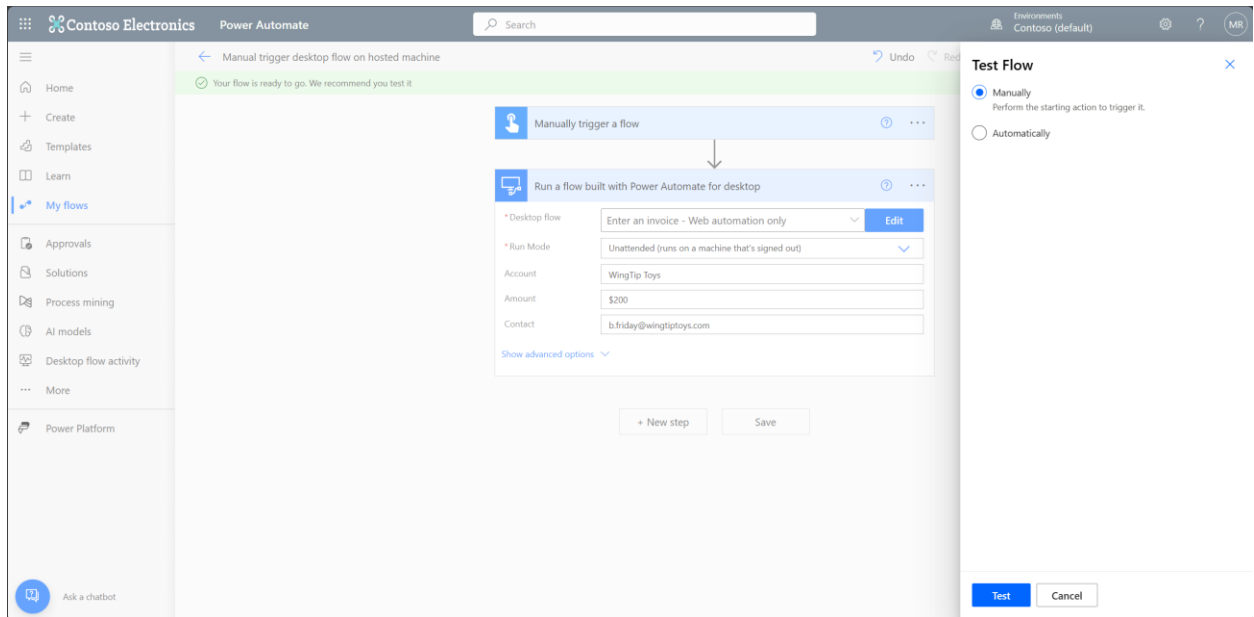 Contoso Electronics Power Automate
Search
Environments
Contoso (default)
?
MR
Manual trigger desktop flow on hosted machine
Undo
Red
Your flow is ready to go. We recommend you test it
Home
Create
Templates
Learn
My flows
Approvals
Solutions
Process mining
AI models
Desktop flow activity
More
Power Platform
Ask a chatbot
Manually trigger a flow
Run a flow built with Power Automate for desktop
* Desktop flow
Enter an invoice - Web automation only
Edit
* Run Mode
Unattended (runs on a machine that's signed out)
Account
WingTip Toys
Amount
$200
Contact
b.friday@wingtiptoys.com
Show advanced options
+ New step
Save
Test Flow
Manually
Perform the starting action to trigger it.
Automatically
Test
Cancel